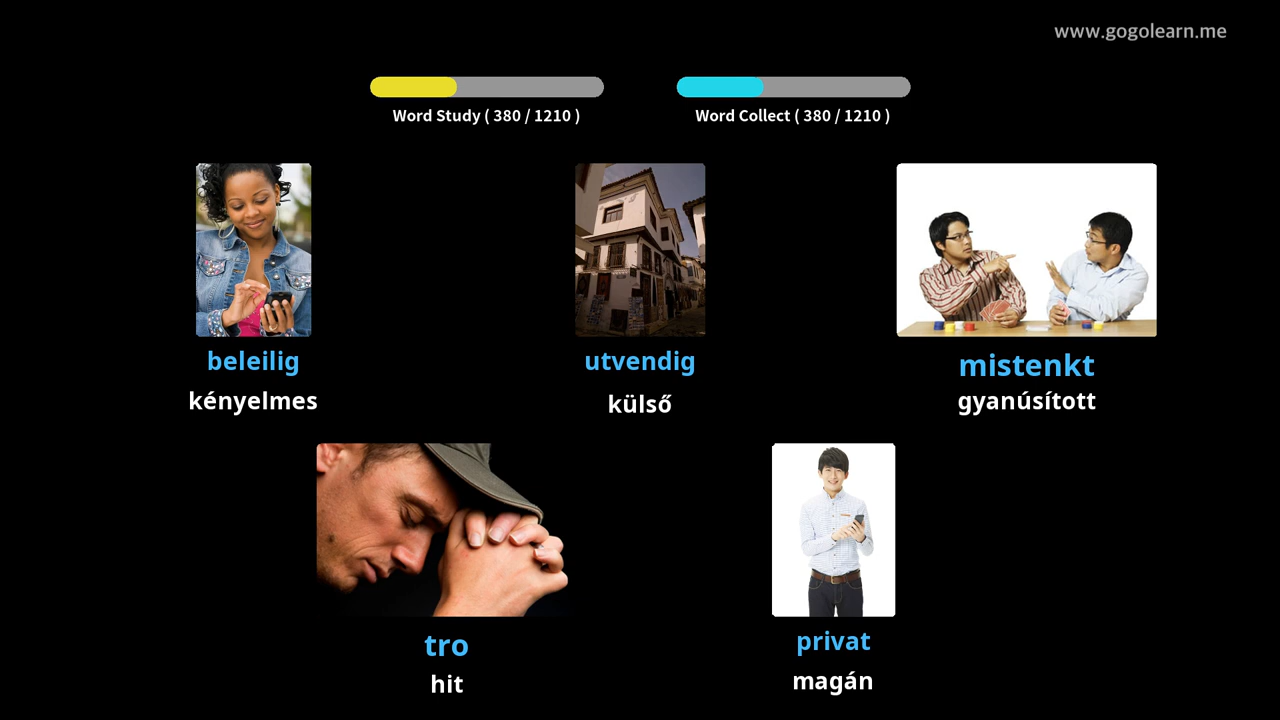 www.gogolearn.me
Word Study ( 380 / 1210 )
Word Collect ( 380 / 1210 )
beleilig
kényelmes
utvendig
külső
mistenkt
gyanúsított
tro
hit
privat
magán